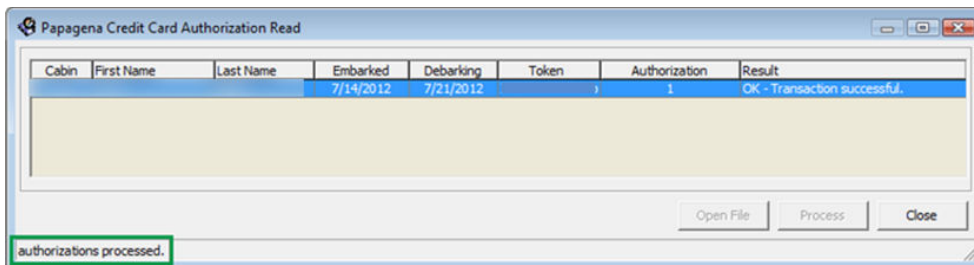 Papagena Credit Card Authorization Read
Cabin First Name Last Name Embarked Debarking Token Authorization Result
7/14/2012 7/21/2012 1 OK - Transaction successful.
Open File Process Close
authorizations processed.